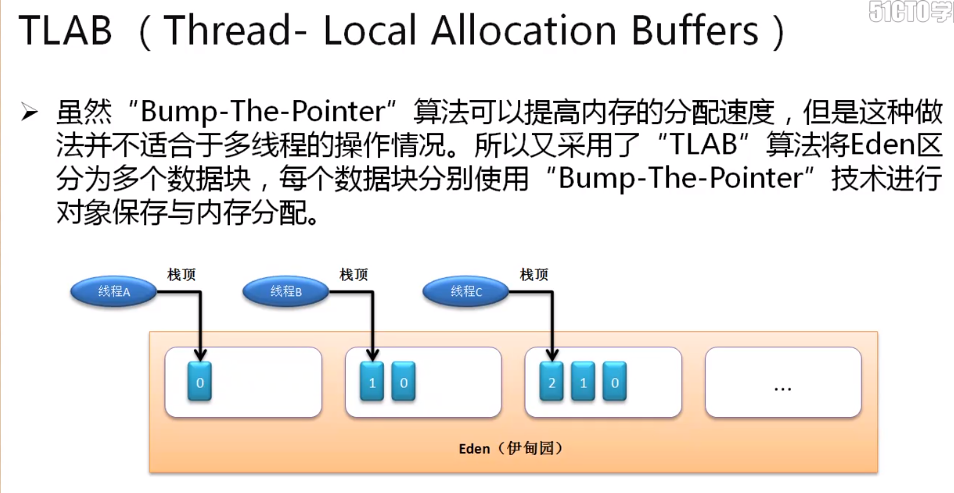 51CTO学
TLAB （Thread- Local Allocation Buffers）
➢ 虽然“Bump-The-Pointer”算法可以提高内存的分配速度，但是这种做
法并不适合于多线程的操作情况。所以又采用了“TLAB”算法将Eden区
分为多个数据块，每个数据块分别使用“Bump-The-Pointer”技术进行
对象保存与内存分配。
线程A 栈顶 线程B 栈顶 线程C 栈顶
0 1 0 2 1 0 ...
Eden（伊甸园）